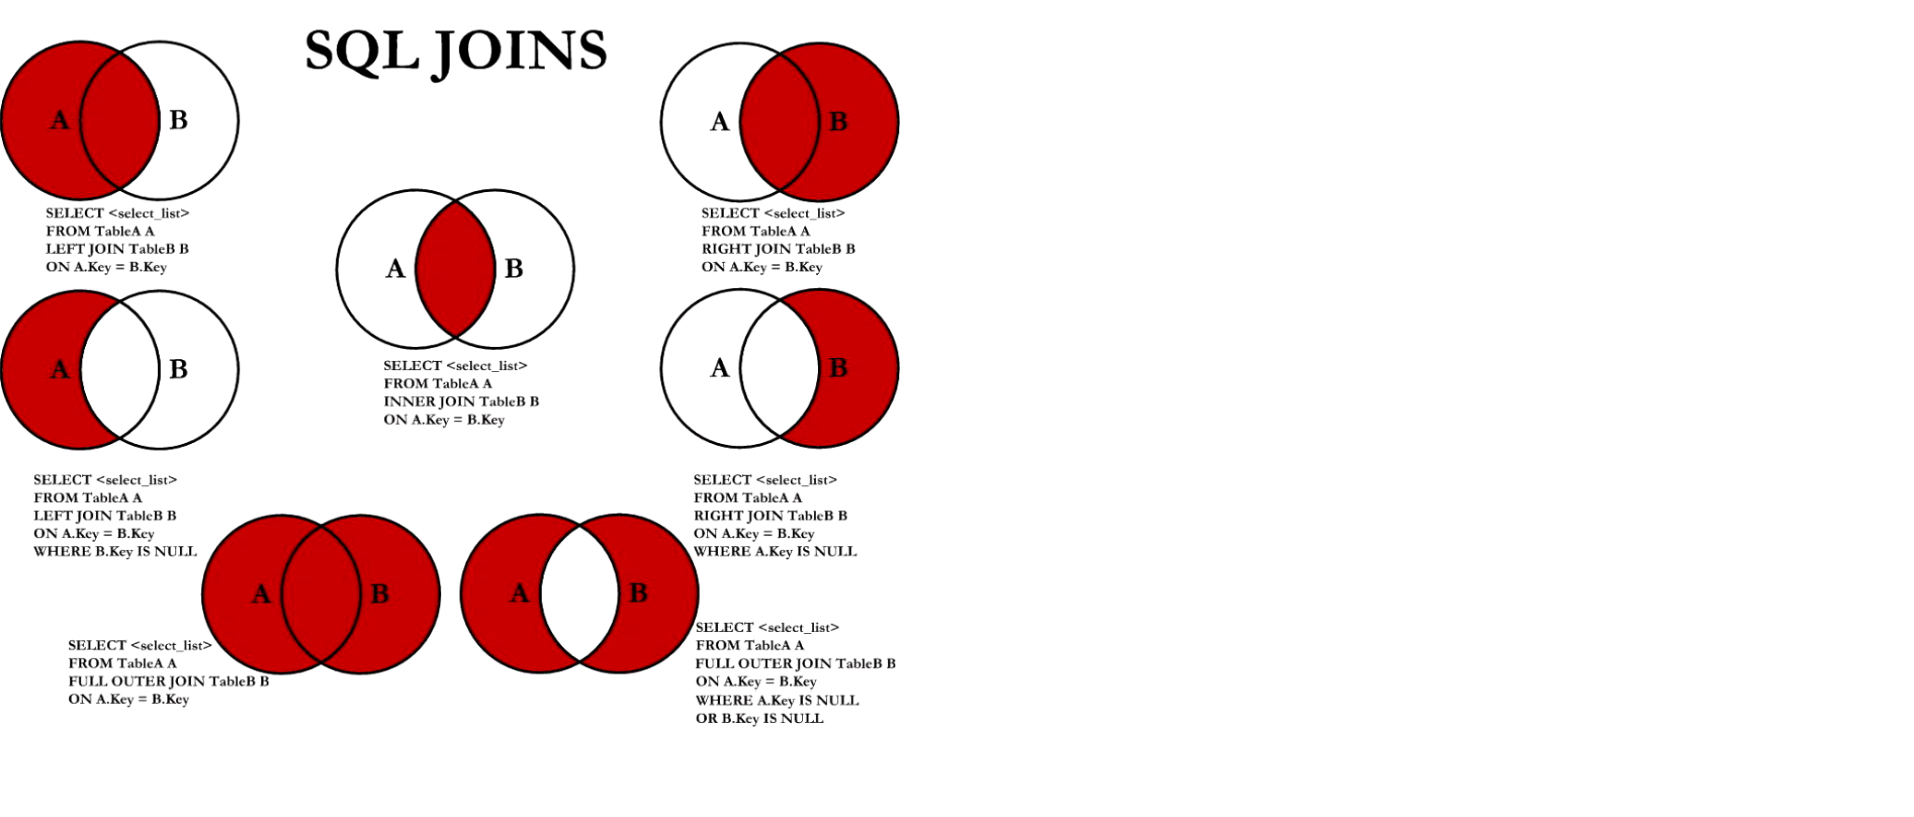 SQL JOINS
A B
SELECT <select_list>
FROM TableA A
LEFT JOIN TableB B
ON A.Key = B.Key
A B
SELECT <select_list>
FROM TableA A
RIGHT JOIN TableB B
ON A.Key = B.Key
A B
SELECT <select_list>
FROM TableA A
INNER JOIN TableB B
ON A.Key = B.Key
A B
SELECT <select_list>
FROM TableA A
LEFT JOIN TableB B
ON A.Key = B.Key
WHERE B.Key IS NULL
A B
SELECT <select_list>
FROM TableA A
RIGHT JOIN TableB B
ON A.Key = B.Key
WHERE A.Key IS NULL
A B
SELECT <select_list>
FROM TableA A
FULL OUTER JOIN TableB B
ON A.Key = B.Key
A B
SELECT <select_list>
FROM TableA A
FULL OUTER JOIN TableB B
ON A.Key = B.Key
WHERE A.Key IS NULL
OR B.Key IS NULL